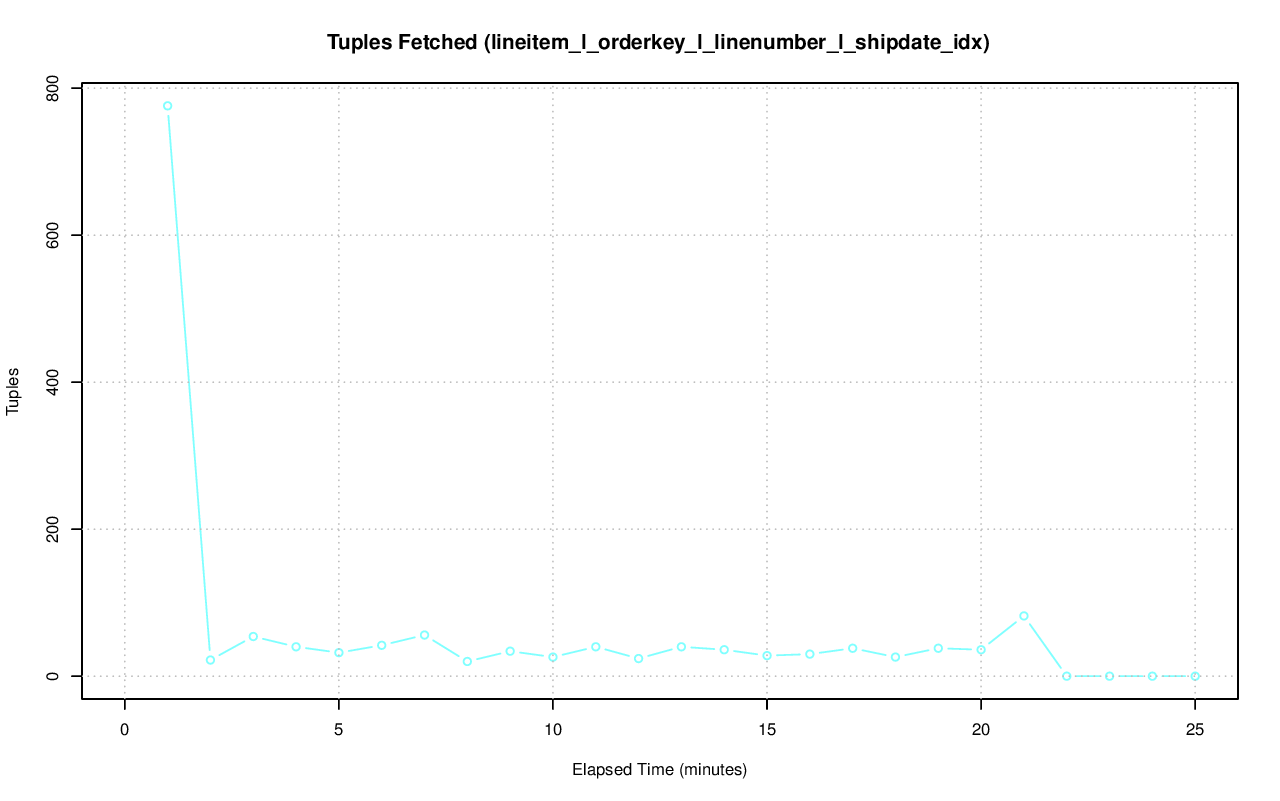 Tuples Fetched (lineitem_l_orderkey_l_linenumber_l_shipdate_idx)
800
600
400
200
0
Tuples
0 5 10 15 20 25
Elapsed Time (minutes)